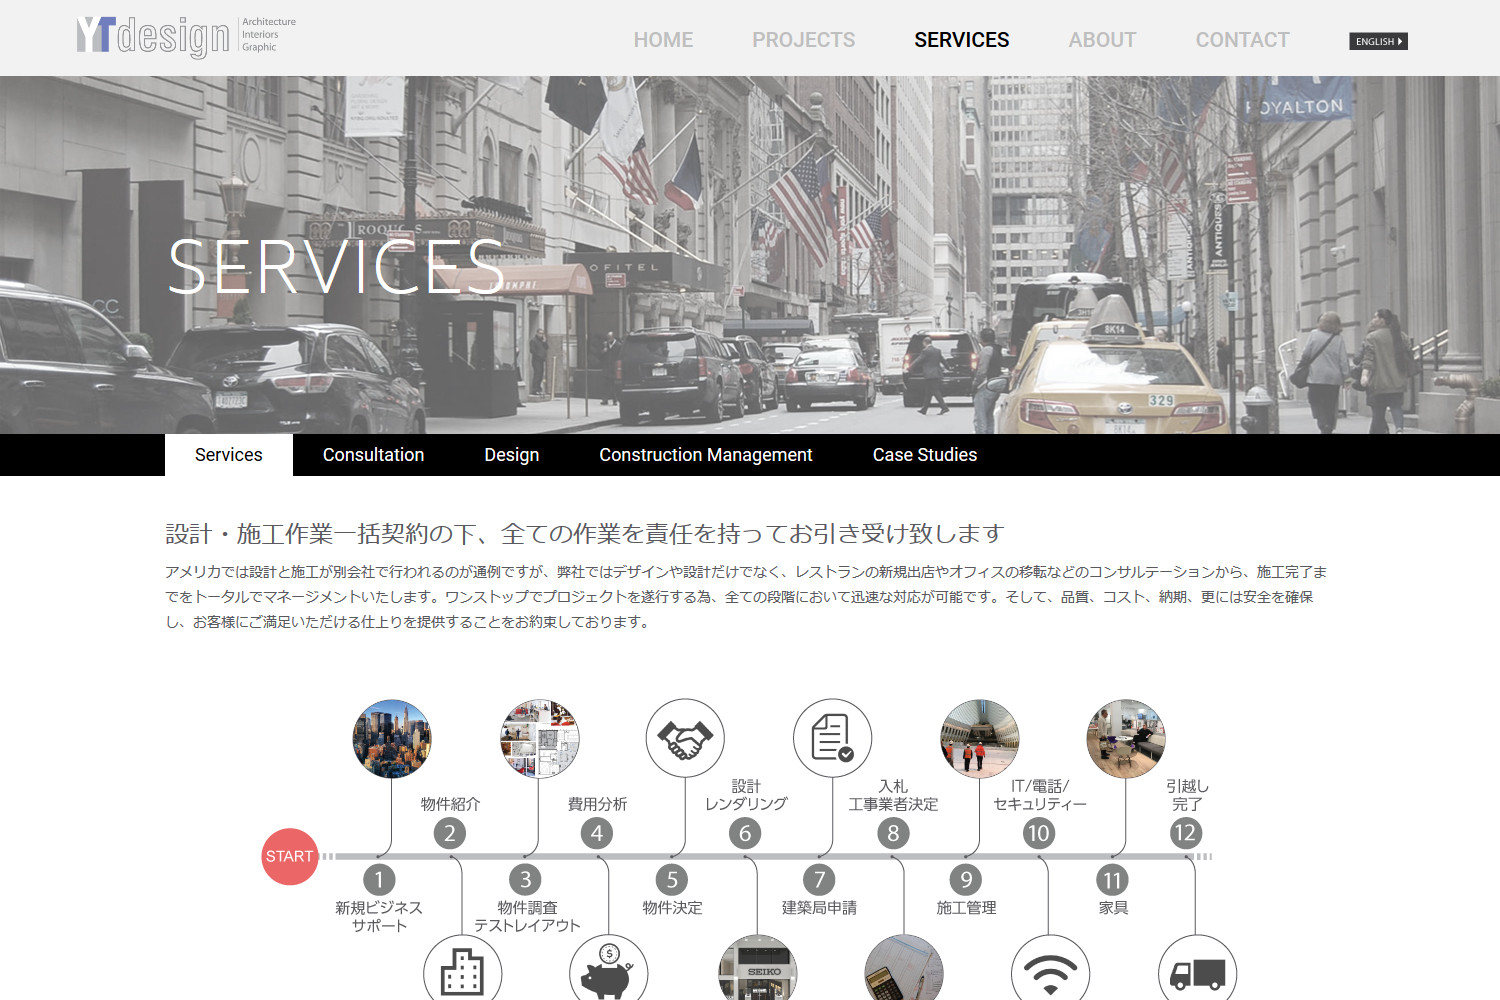 YTdesign
Architecture
Interiors
Graphic
HOME PROJECTS SERVICES ABOUT CONTACT
ENGLISH
ROYALTON
ANTIQUES
SOFITEL
SERVICES
8K14
329
8K14
Services Consultation Design Construction Management Case Studies
設計・施工作業一括契約の下、全ての作業を責任を持ってお引き受け致します
アメリカでは設計と施工が別会社で行われるのが通例ですが、弊社ではデザインや設計だけでなく、レストランの新規出店やオフィスの移転などのコンサルテーションから、施工完了ま
でをトータルでマネージメントいたします。ワンストップでプロジェクトを遂行する為、全ての段階において迅速な対応が可能です。そして、品質、コスト、納期、更には安全を確保
し、お客様にご満足いただける仕上りを提供することをお約束しております。
START
1
新規ビジネス
サポート
物件紹介
2
3
物件調査
テストレイアウト
費用分析
4
$
5
物件決定
設計
レンダリング
6
SEIKO
7
建築局申請
入札
工事業者決定
8
9
施工管理
IT/電話/
セキュリティー
10
11
家具
引越し
完了
12